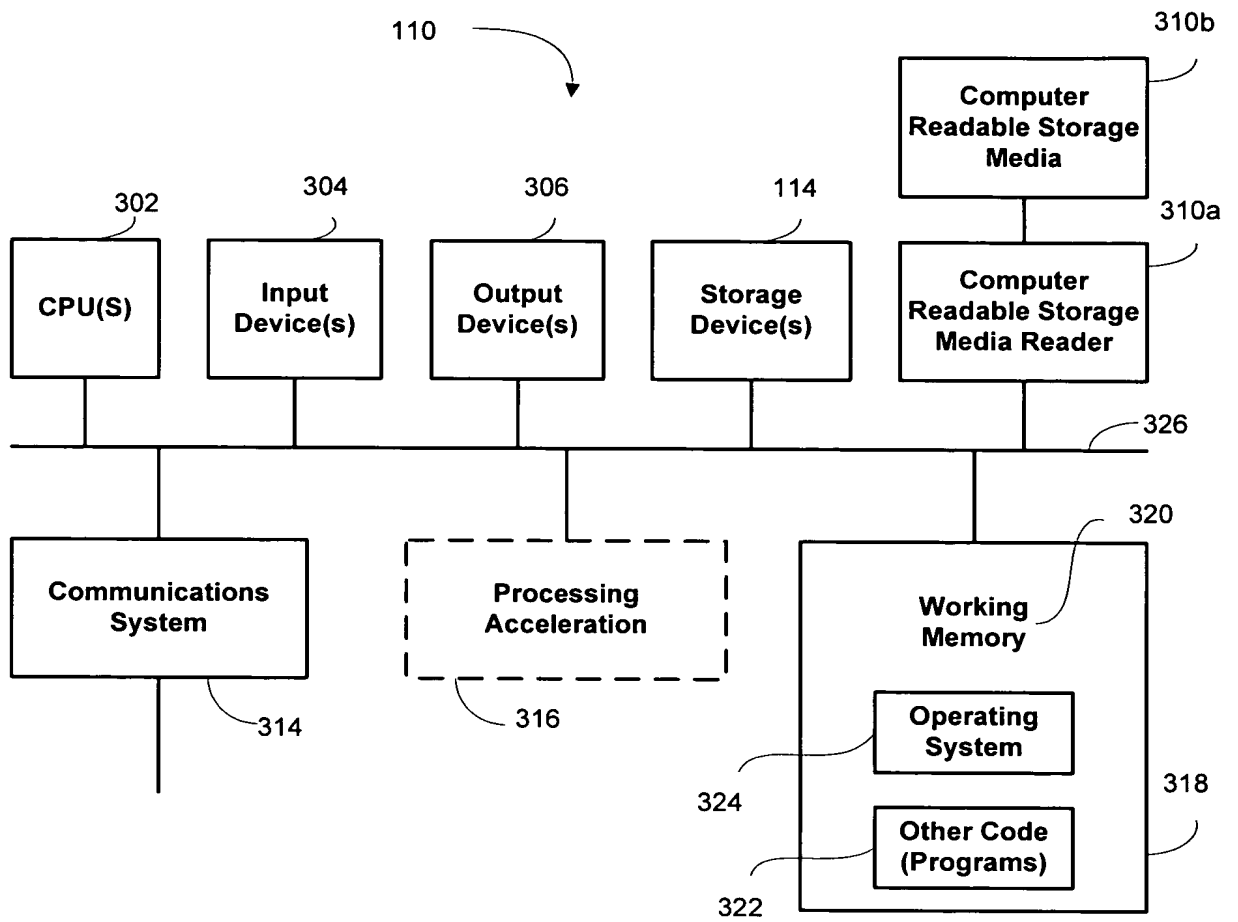 110
310b
Computer
Readable Storage
Media
302
304
306
114
310a
CPU(S)
Input
Device(s)
Output
Device(s)
Storage
Device(s)
Computer
Readable Storage
Media Reader
326
320
Communications
System
Processing
Acceleration
Working
Memory
314
316
Operating
System
324
318
Other Code
(Programs)
322